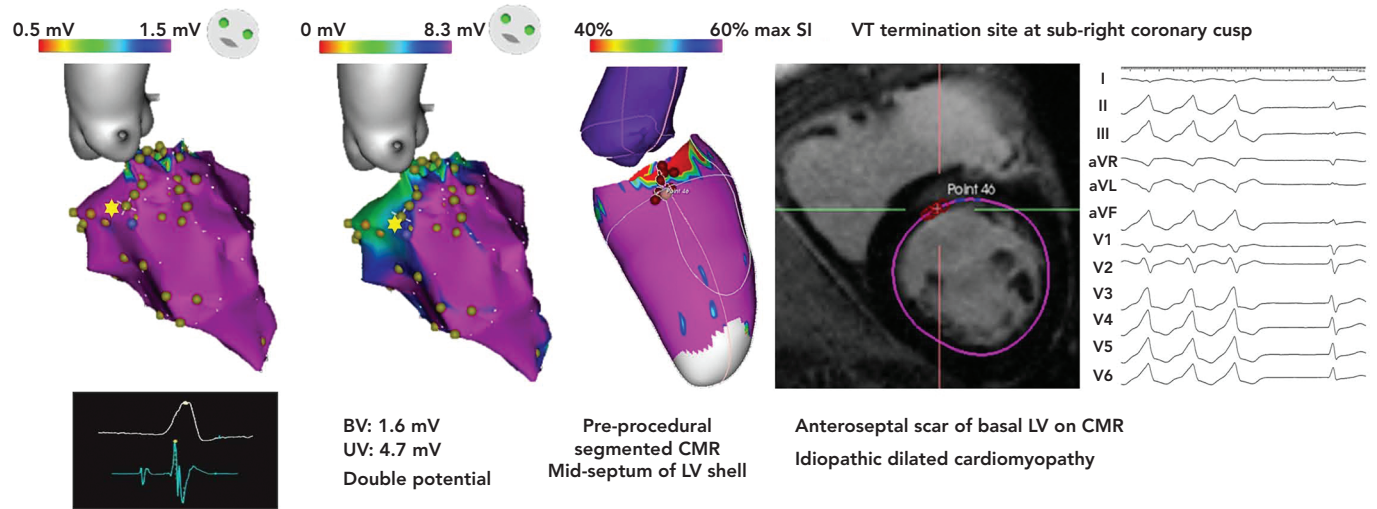 0.5 mV 1.5 mV
0 mV 8.3 mV
40% 60% max SI
VT termination site at sub-right coronary cusp
Point 46
Point 46
I
II
III
aVR
aVL
aVF
V1
V2
V3
V4
V5
V6
BV: 1.6 mV
UV: 4.7 mV
Double potential
Pre-procedural
segmented CMR
Mid-septum of LV shell
Anteroseptal scar of basal LV on CMR
Idiopathic dilated cardiomyopathy